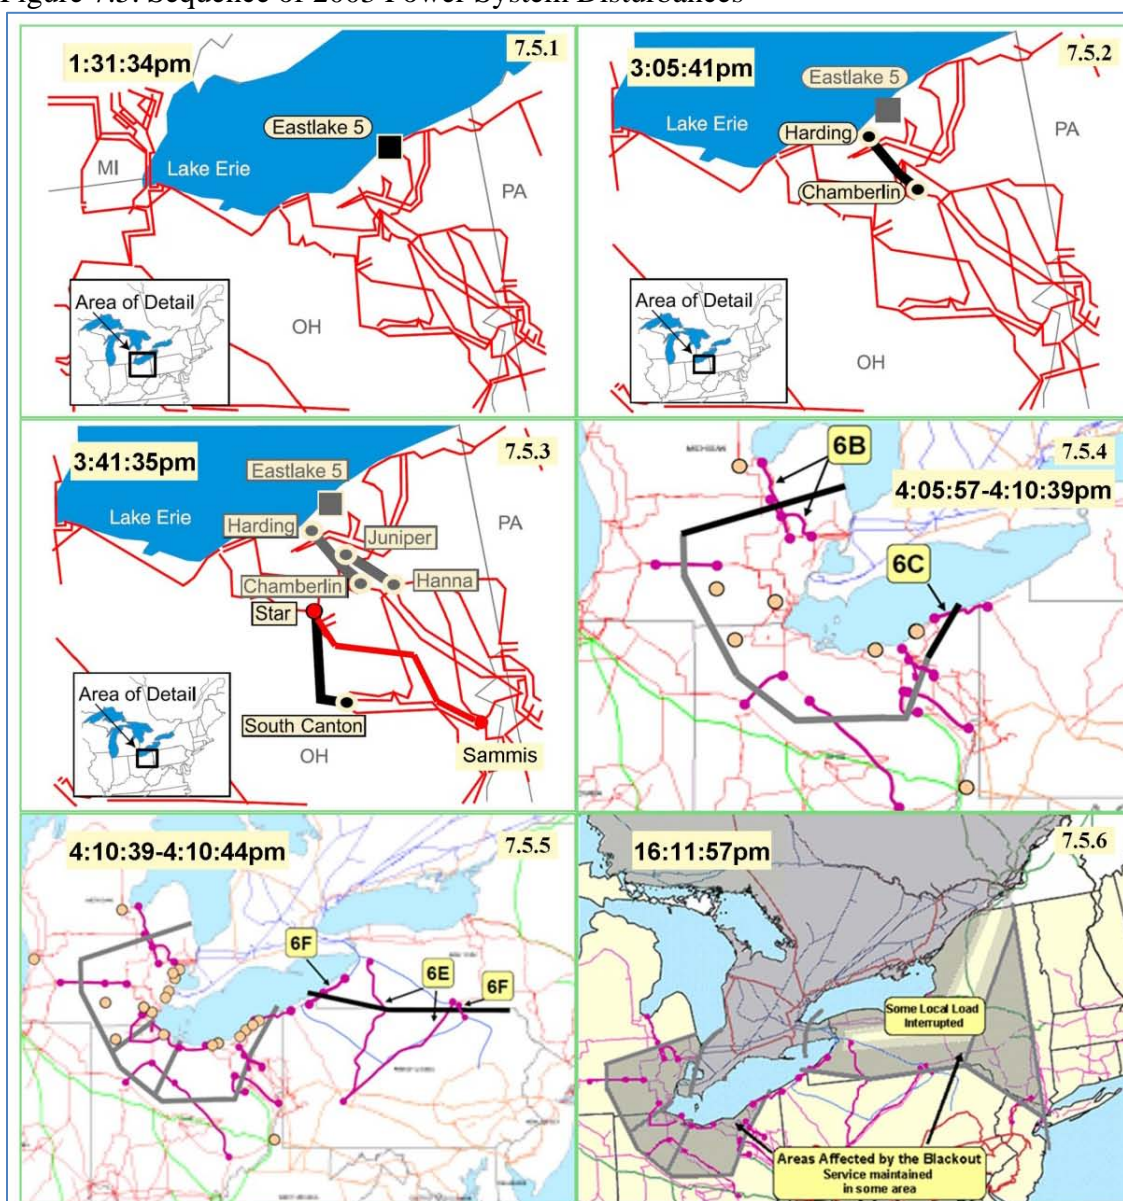 Figure 7.5: Sequence of 2003 Power System Disturbances
1:31:34pm
7.5.1
Eastlake 5
MI
Lake Erie
PA
Area of Detail
OH
3:05:41pm
7.5.2
Eastlake 5
Lake Erie
Harding
PA
Chamberlin
Area of Detail
OH
3:41:35pm
7.5.3
Eastlake 5
Lake Erie
Harding
Juniper
PA
Chamberlin
Hanna
Star
Area of Detail
South Canton
OH
Sammis
7.5.4
6B
MICHIGAN
4:05:57-4:10:39pm
6C
4:10:39-4:10:44pm
7.5.5
6F
6E
6F
16:11:57pm
7.5.6
Some Local Load
Interrupted
Areas Affected by the Blackout
Service maintained
in some area